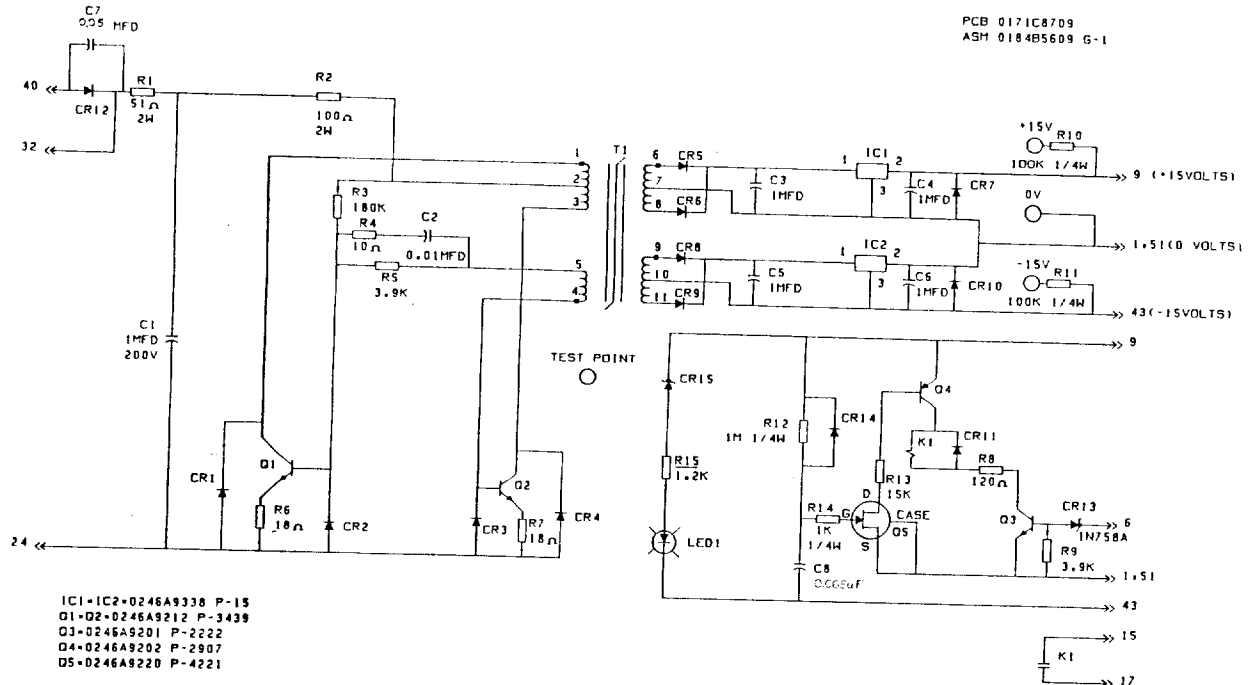 C7
0.05 MFD
PCB 0171C8709
ASM 0184B5609 G-1
40
R1
51Ω
2W
CR12
R2
100Ω
2W
32
1
T1
6
CR5
1
IC1
2
+15V
R10
100K 1/4W
9 (+15VOLTS)
2
7
C3
1MFD
3
C4
1MFD
CR7
R3
180K
3
8
CR6
0V
R4
10Ω
C2
0.01MFD
1,51(0 VOLTS)
R5
3.9K
5
4
9
CR8
10
11
CR9
C5
1MFD
1
IC2
2
3
C6
1MFD
CR10
-15V
R11
100K 1/4W
43(-15VOLTS)
C1
1MFD
200V
TEST POINT
9
CR15
Q4
R12
1M 1/4W
CR14
K1
CR11
R8
120Ω
Q1
CR1
R6
18Ω
CR2
Q2
CR3
R7
18Ω
CR4
R15
1.2K
R13
15K
D
G
S
CASE
Q5
R14
1K
1/4W
Q3
CR13
1N758A
6
R9
3.9K
24
LED1
C8
1,51
43
IC1=IC2=0246A9338 P-15
Q1=Q2=0246A9212 P-3439
Q3=0246A9201 P-2222
Q4=0246A9202 P-2907
Q5=0246A9220 P-4221
15
K1
17